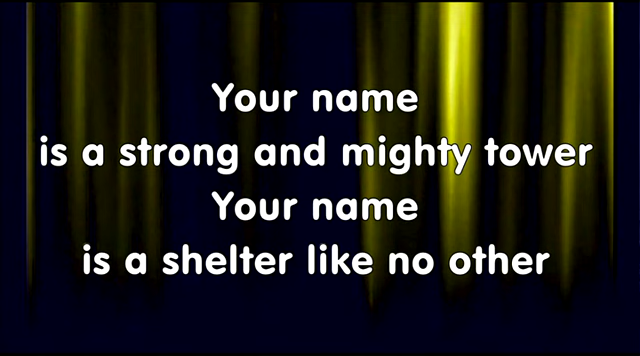 Your name
is a strong and mighty tower
Your name
is a shelter like no other